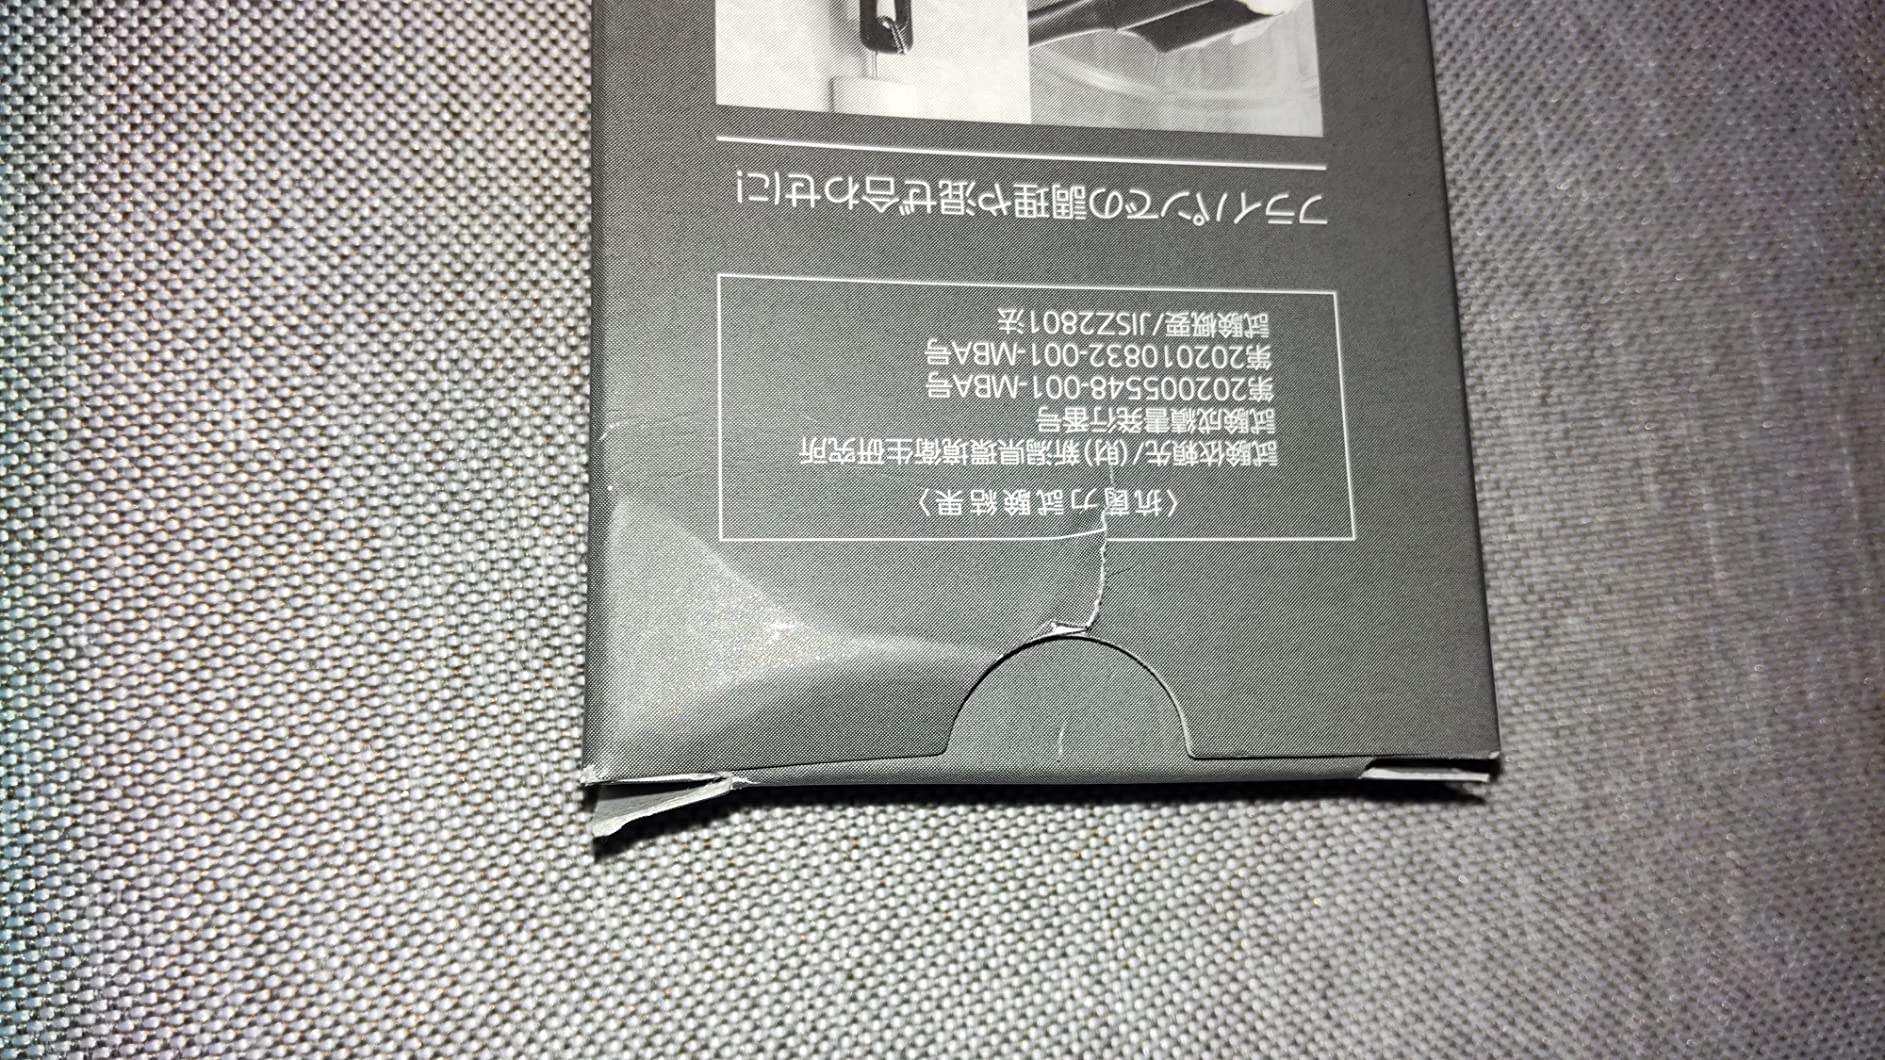 〈抗菌力試験結果〉
試験依頼先/(財)新潟県環境衛生研究所
試験成績書発行番号
第202005548-001-MBA号
第202010832-001-MBA号
試験概要/JISZ2801法
フライパンでの調理や混ぜ合わせに!